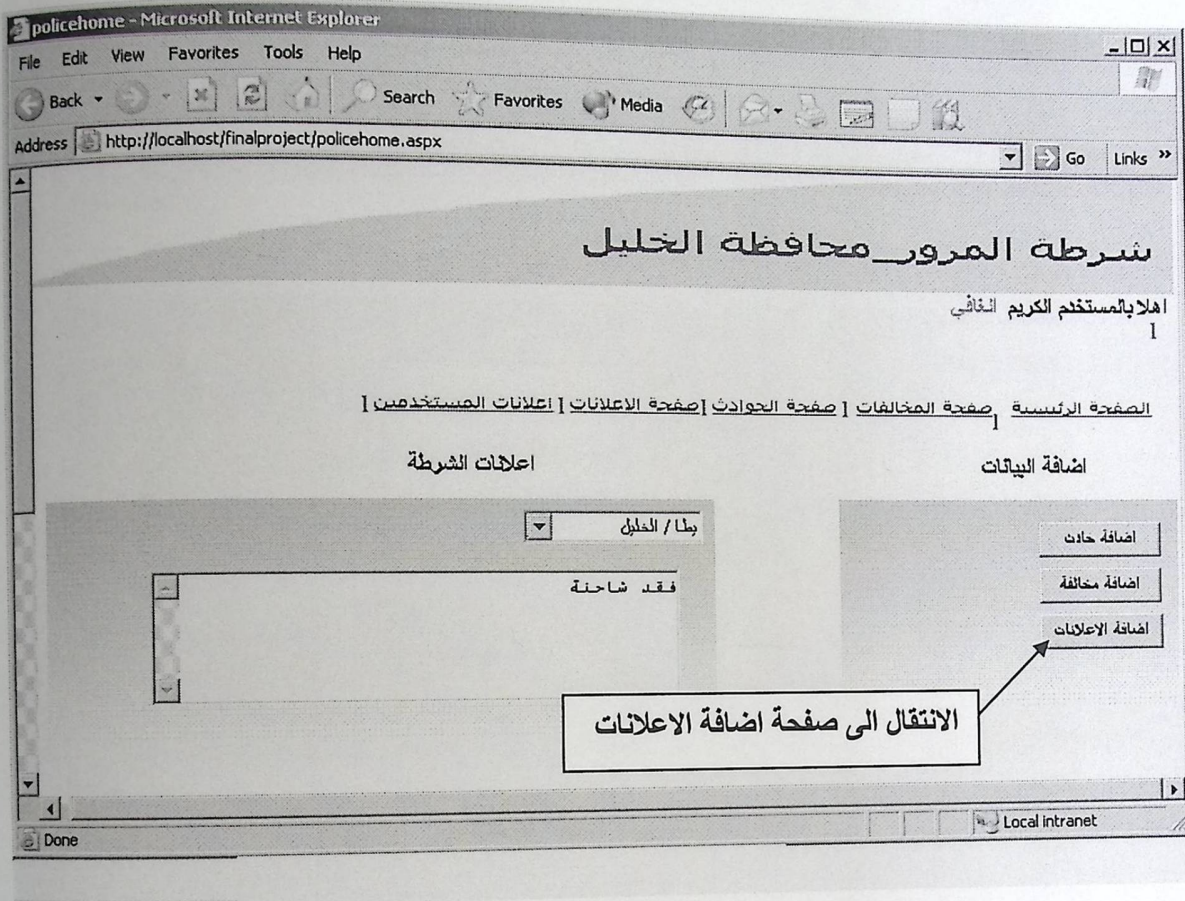 policehome - Microsoft Internet Explorer
File Edit View Favorites Tools Help
Back Search Favorites Media
Address http://localhost/finalproject/policehome.aspx Go Links »
شرطة المرور_محافظة الخليل
اهلا بالمستخدم الكريم الغافي
]
الصفحة الرئيسية ] صفحة المخالفات [ صفحة الحوادث [صفحة الاعلانات [ اعلانات المستخدمين ]
اضافة البيانات
اعلانات الشرطة
اضافة حادث
اضافة مخالفة
اضافة الاعلانات
يطا / الخليل
فقد شاحنة
الانتقال الى صفحة اضافة الاعلانات
Done Local intranet